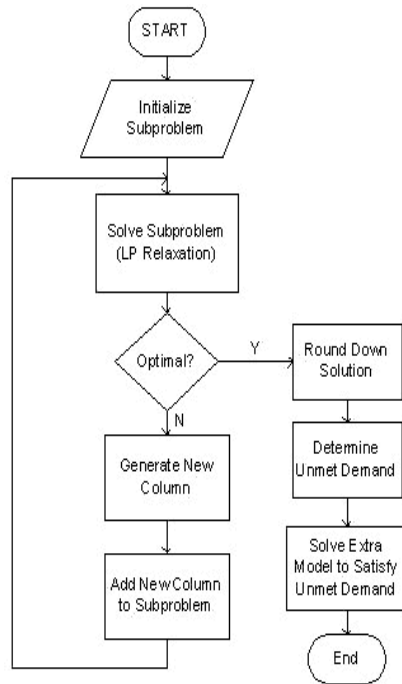 START
Initialize
Subproblem
Solve Subproblem
(LP Relaxation)
Optimal?
Y
N
Round Down
Solution
Generate New
Column
Determine
Unmet Demand
Add New Column
to Subproblem
Solve Extra
Model to Satisfy
Unmet Demand
End